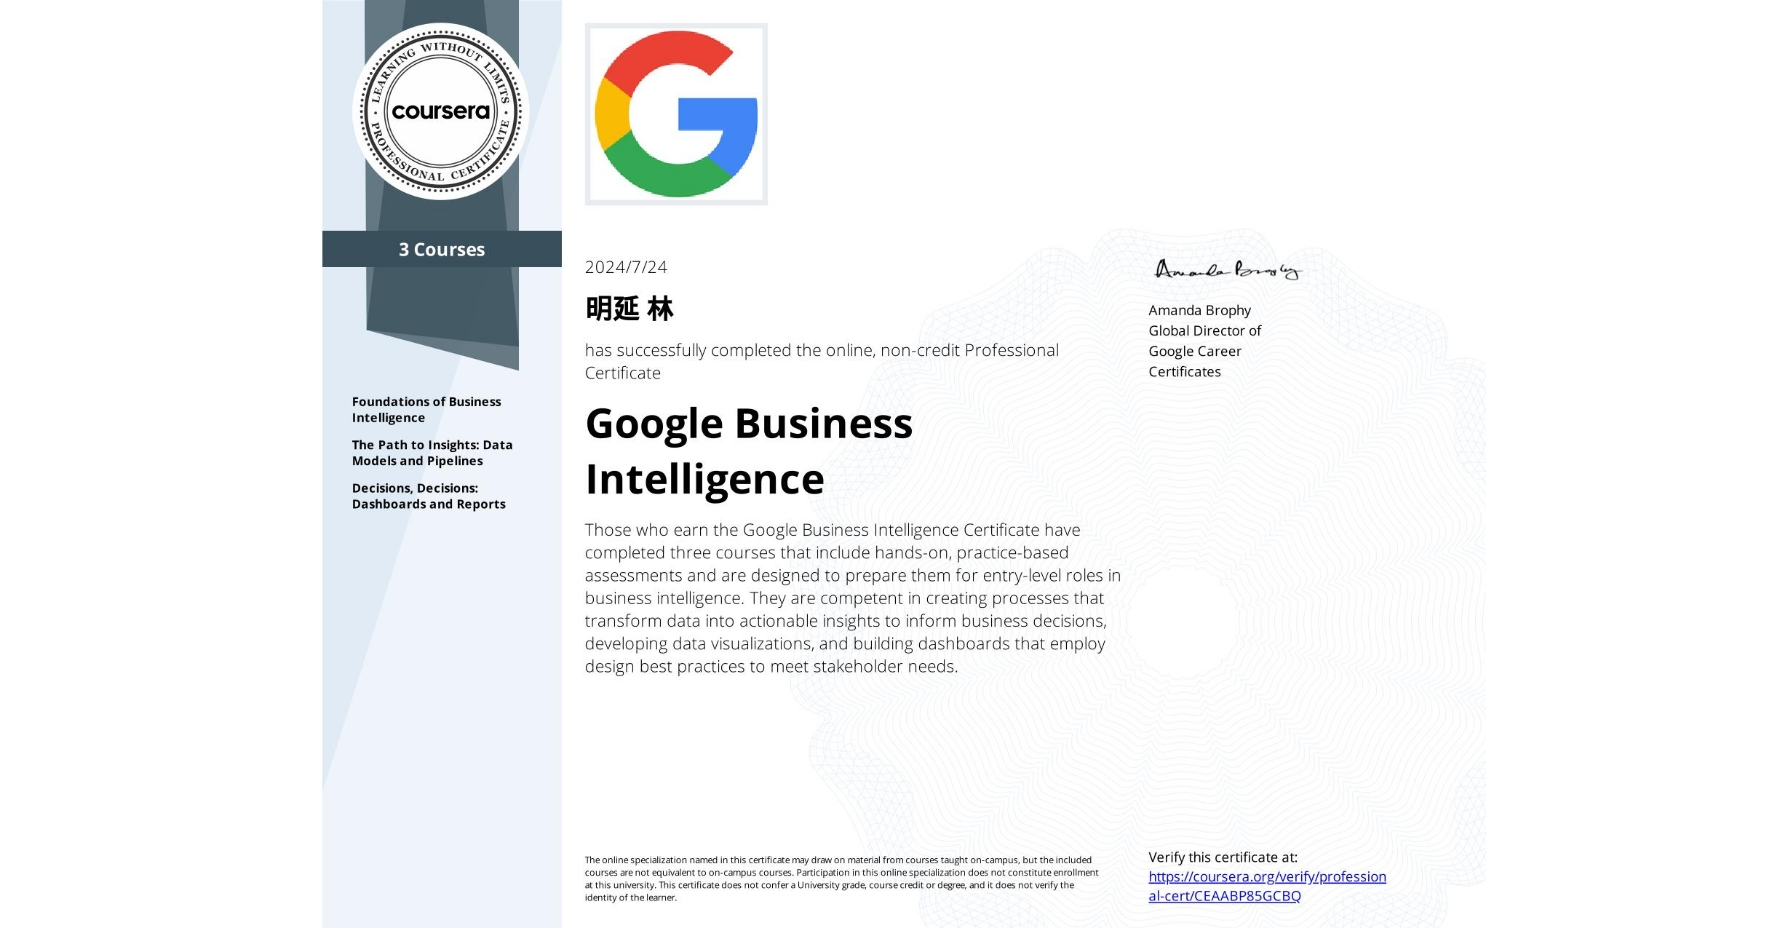 LEARNING WITHOUT LIMITS
coursera
PROFESSIONAL CERTIFICATE
3 Courses
Foundations of Business
Intelligence
The Path to Insights: Data
Models and Pipelines
Decisions, Decisions:
Dashboards and Reports
2024/7/24
明延 林
has successfully completed the online, non-credit Professional
Certificate
Google Business
Intelligence
Those who earn the Google Business Intelligence Certificate have
completed three courses that include hands-on, practice-based
assessments and are designed to prepare them for entry-level roles in
business intelligence. They are competent in creating processes that
transform data into actionable insights to inform business decisions,
developing data visualizations, and building dashboards that employ
design best practices to meet stakeholder needs.
Amanda Brophy
Amanda Brophy
Global Director of
Google Career
Certificates
The online specialization named in this certificate may draw on material from courses taught on-campus, but the included
courses are not equivalent to on-campus courses. Participation in this online specialization does not constitute enrollment
at this university. This certificate does not confer a University grade, course credit or degree, and it does not verify the
identity of the learner.
Verify this certificate at:
https://coursera.org/verify/profession
al-cert/CEAABP85GCBQ